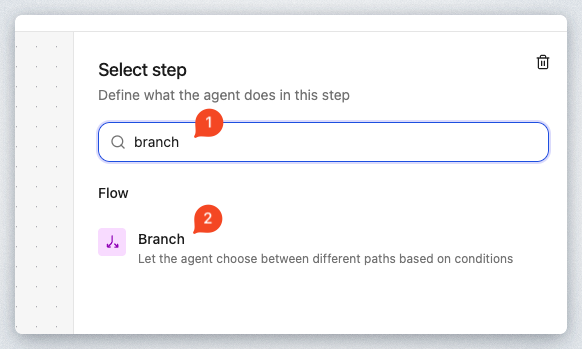 Select step
Define what the agent does in this step
1
branch
Flow
2
Branch
Let the agent choose between different paths based on conditions